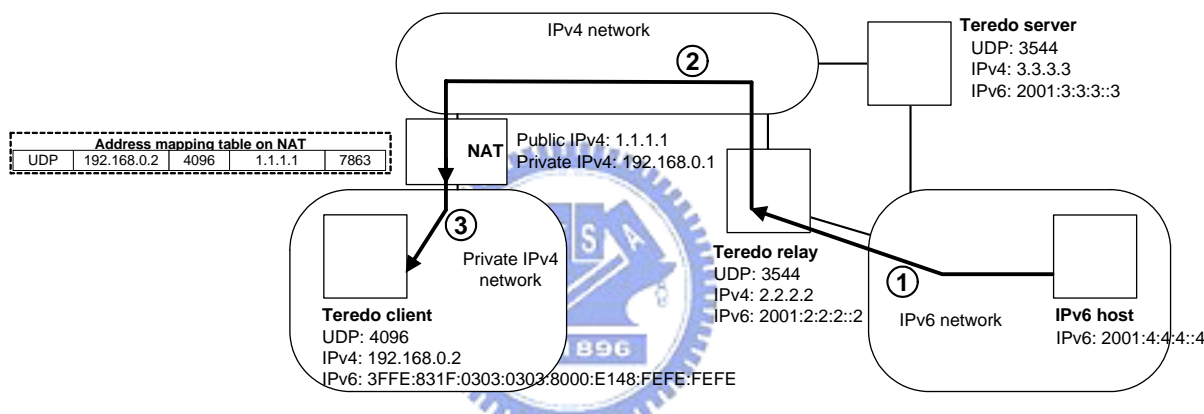 IPv4 network
2
Teredo server
UDP: 3544
IPv4: 3.3.3.3
IPv6: 2001:3:3:3::3
Address mapping table on NAT
UDP 192.168.0.2 4096 1.1.1.1 7863
NAT
Public IPv4: 1.1.1.1
Private IPv4: 192.168.0.1
3
Private IPv4
network
Teredo client
UDP: 4096
IPv4: 192.168.0.2
IPv6: 3FFE:831F:0303:0303:8000:E148:FEFE:FEFE
Teredo relay
UDP: 3544
IPv4: 2.2.2.2
IPv6: 2001:2:2:2::2
1
IPv6 network
IPv6 host
IPv6: 2001:4:4:4::4
S A
1896